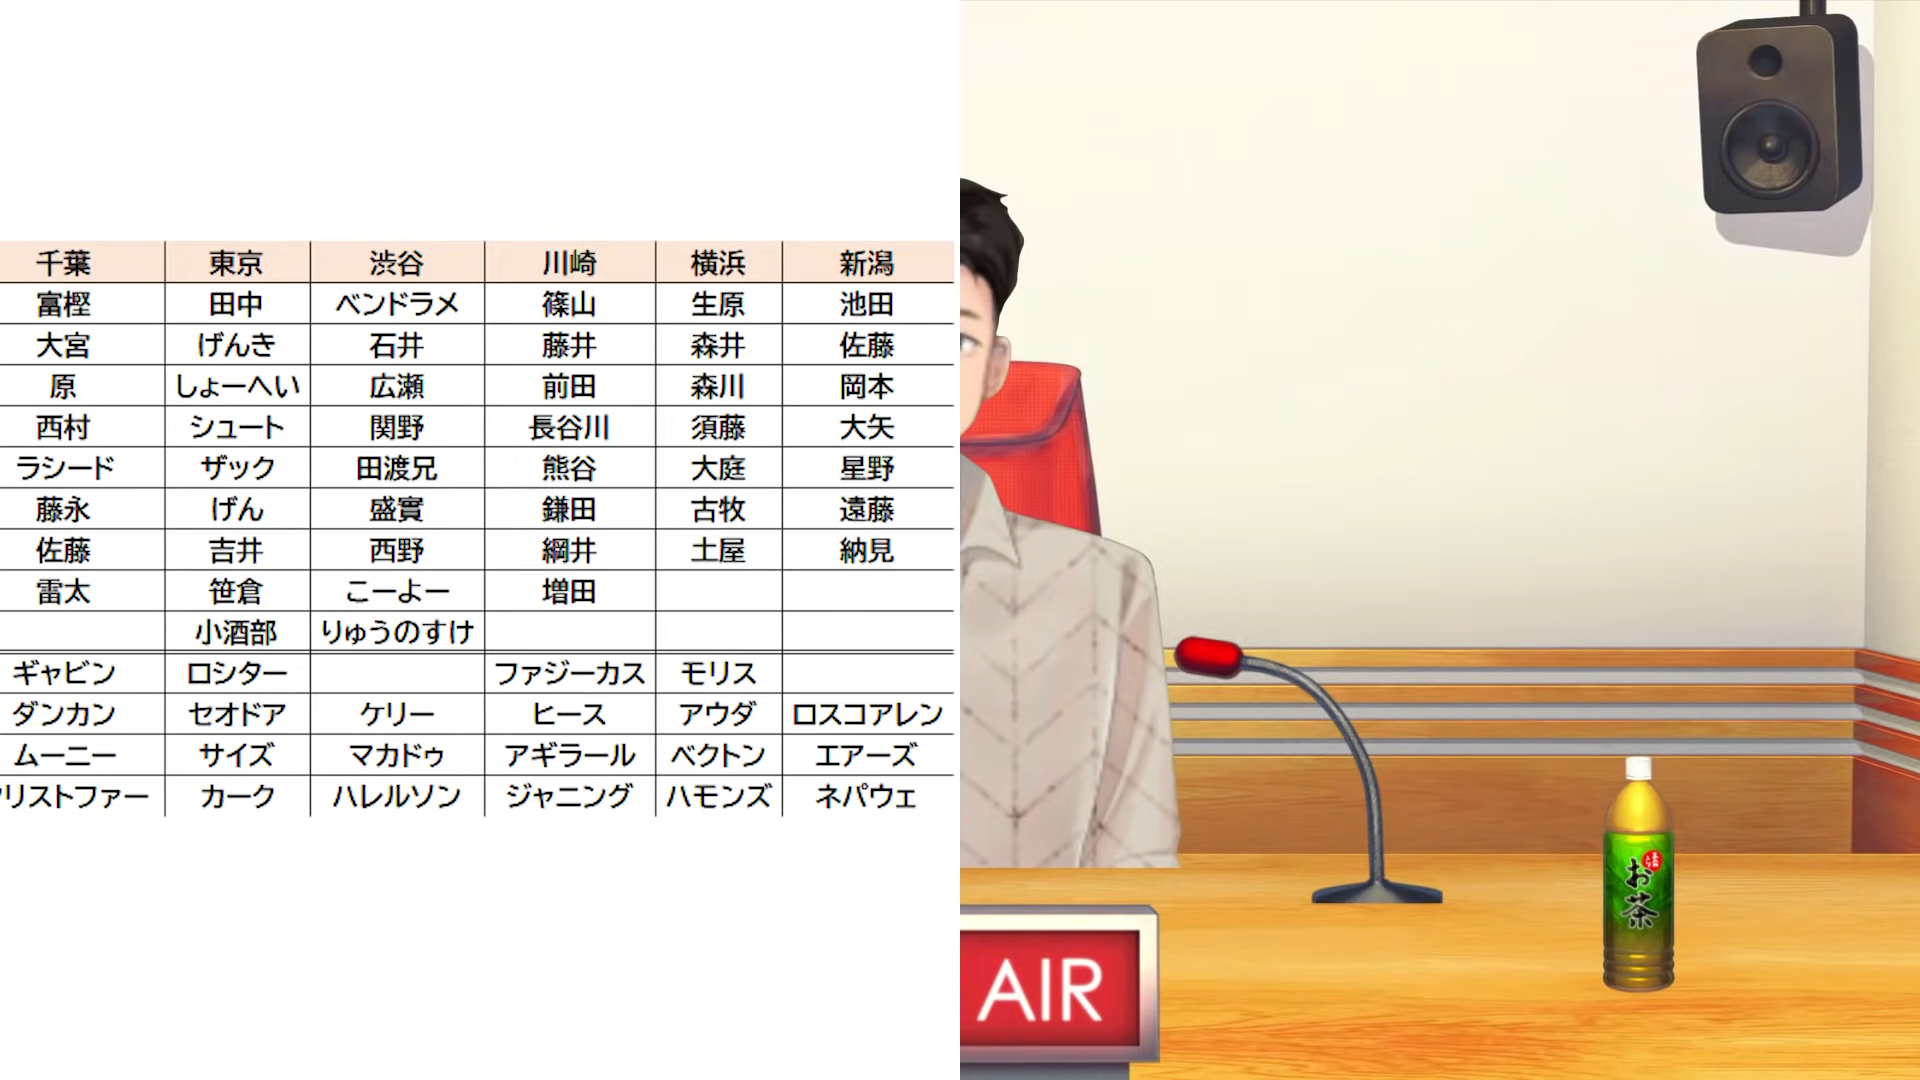 千葉 東京 渋谷 川崎 横浜 新潟
富樫 田中 ベンドラメ 篠山 生原 池田
大宮 げんき 石井 藤井 森井 佐藤
原 しょーへい 広瀬 前田 森川 岡本
西村 シュート 関野 長谷川 須藤 大矢
ラシード ザック 田渡兄 熊谷 大庭 星野
藤永 げん 盛實 鎌田 古牧 遠藤
佐藤 吉井 西野 綱井 土屋 納見
雷太 笹倉 こーよー 増田
小酒部 りゅうのすけ
ギャビン ロシター ファジーカス モリス
ダンカン セオドア ケリー ヒース アウダ ロスコアレン
ムーニー サイズ マカドゥ アギラール ベクトン エアーズ
リストファー カーク ハレルソン ジャニング ハモンズ ネパウェ
お茶
AIR